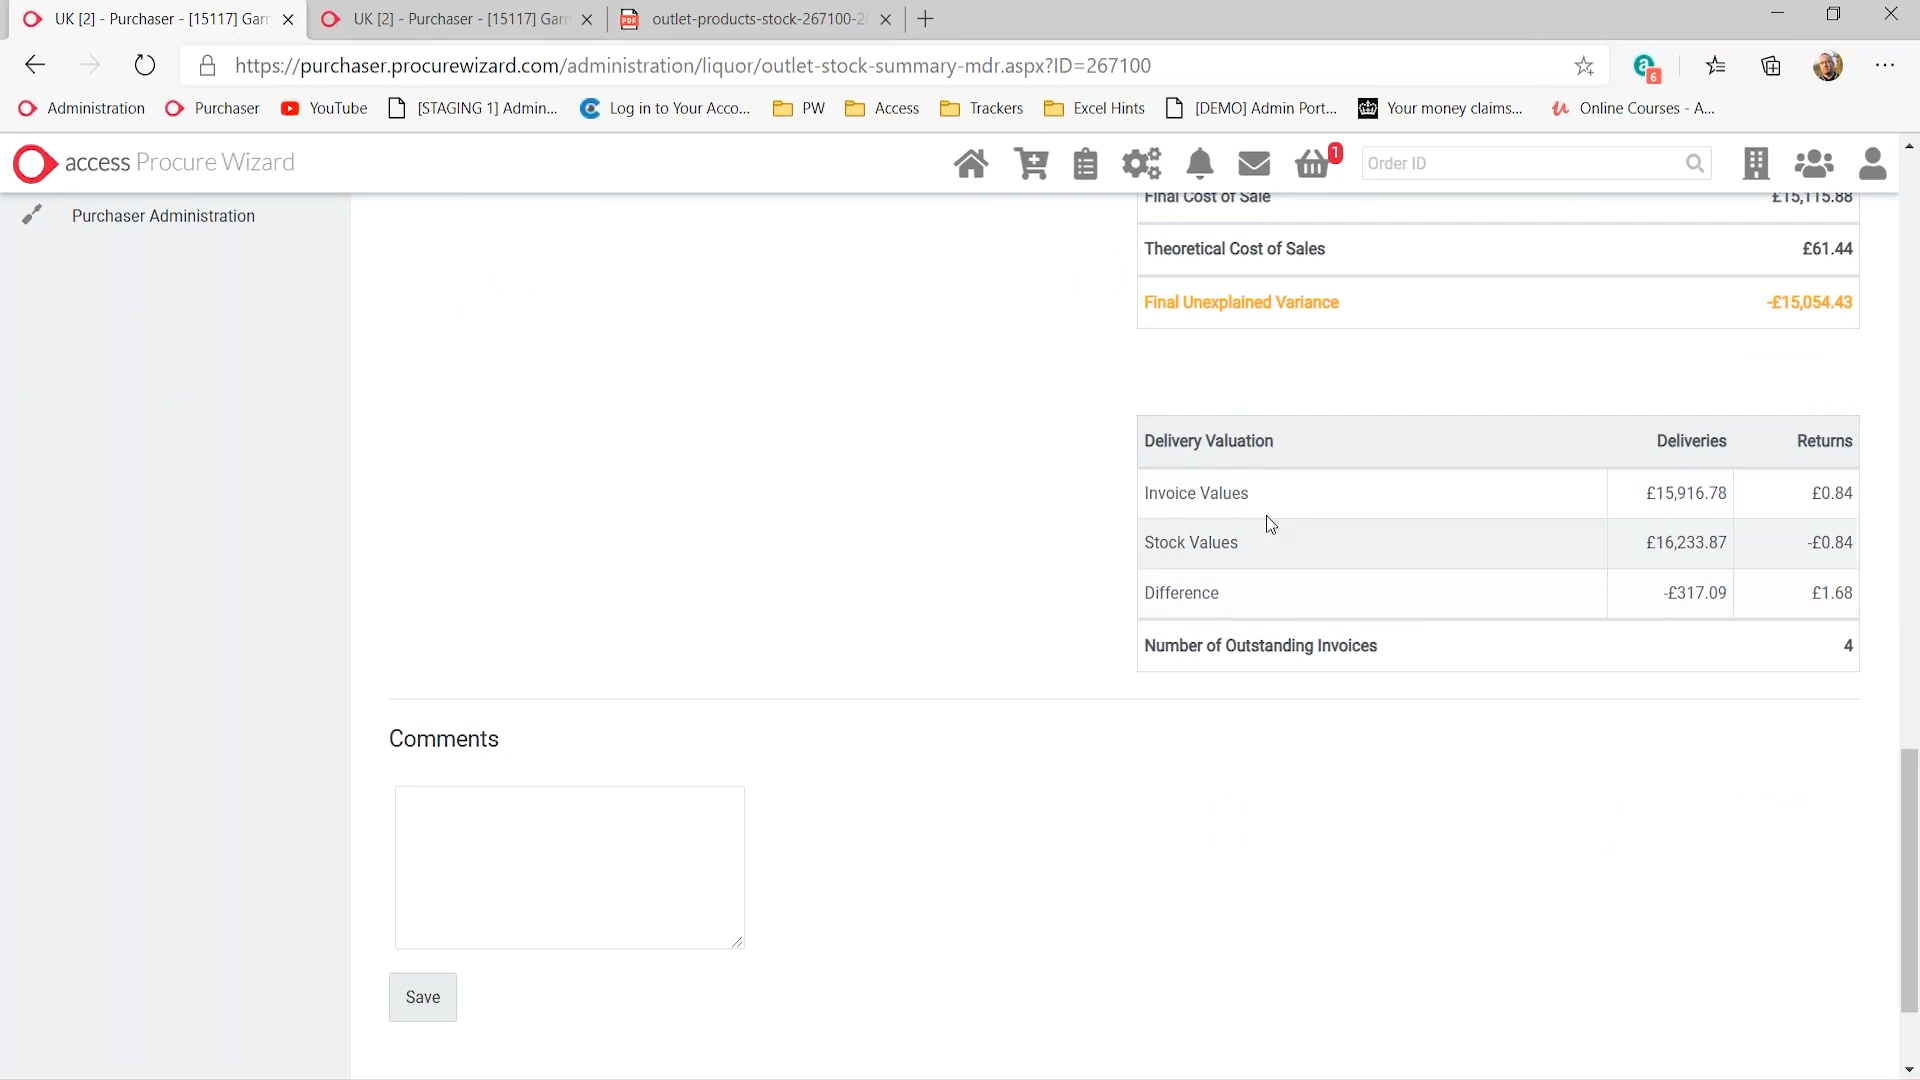 UK [2] - Purchaser - [15117] Garr
UK [2] - Purchaser - [15117] Garr
PDF
outlet-products-stock-267100-2
https://purchaser.procurewizard.com/administration/liquor/outlet-stock-summary-mdr.aspx?ID=267100
a
6
Administration
Purchaser
YouTube
[STAGING 1] Admin...
Log in to Your Acco...
PW
Access
Trackers
Excel Hints
[DEMO] Admin Port...
Your money claims...
Online Courses - A...
access Procure Wizard
1
Order ID
Purchaser Administration
Final Cost of Sale £15,115.88
Theoretical Cost of Sales £61.44
Final Unexplained Variance -£15,054.43
Delivery Valuation Deliveries Returns
Invoice Values £15,916.78 £0.84
Stock Values £16,233.87 -£0.84
Difference -£317.09 £1.68
Number of Outstanding Invoices 4
Comments
Save